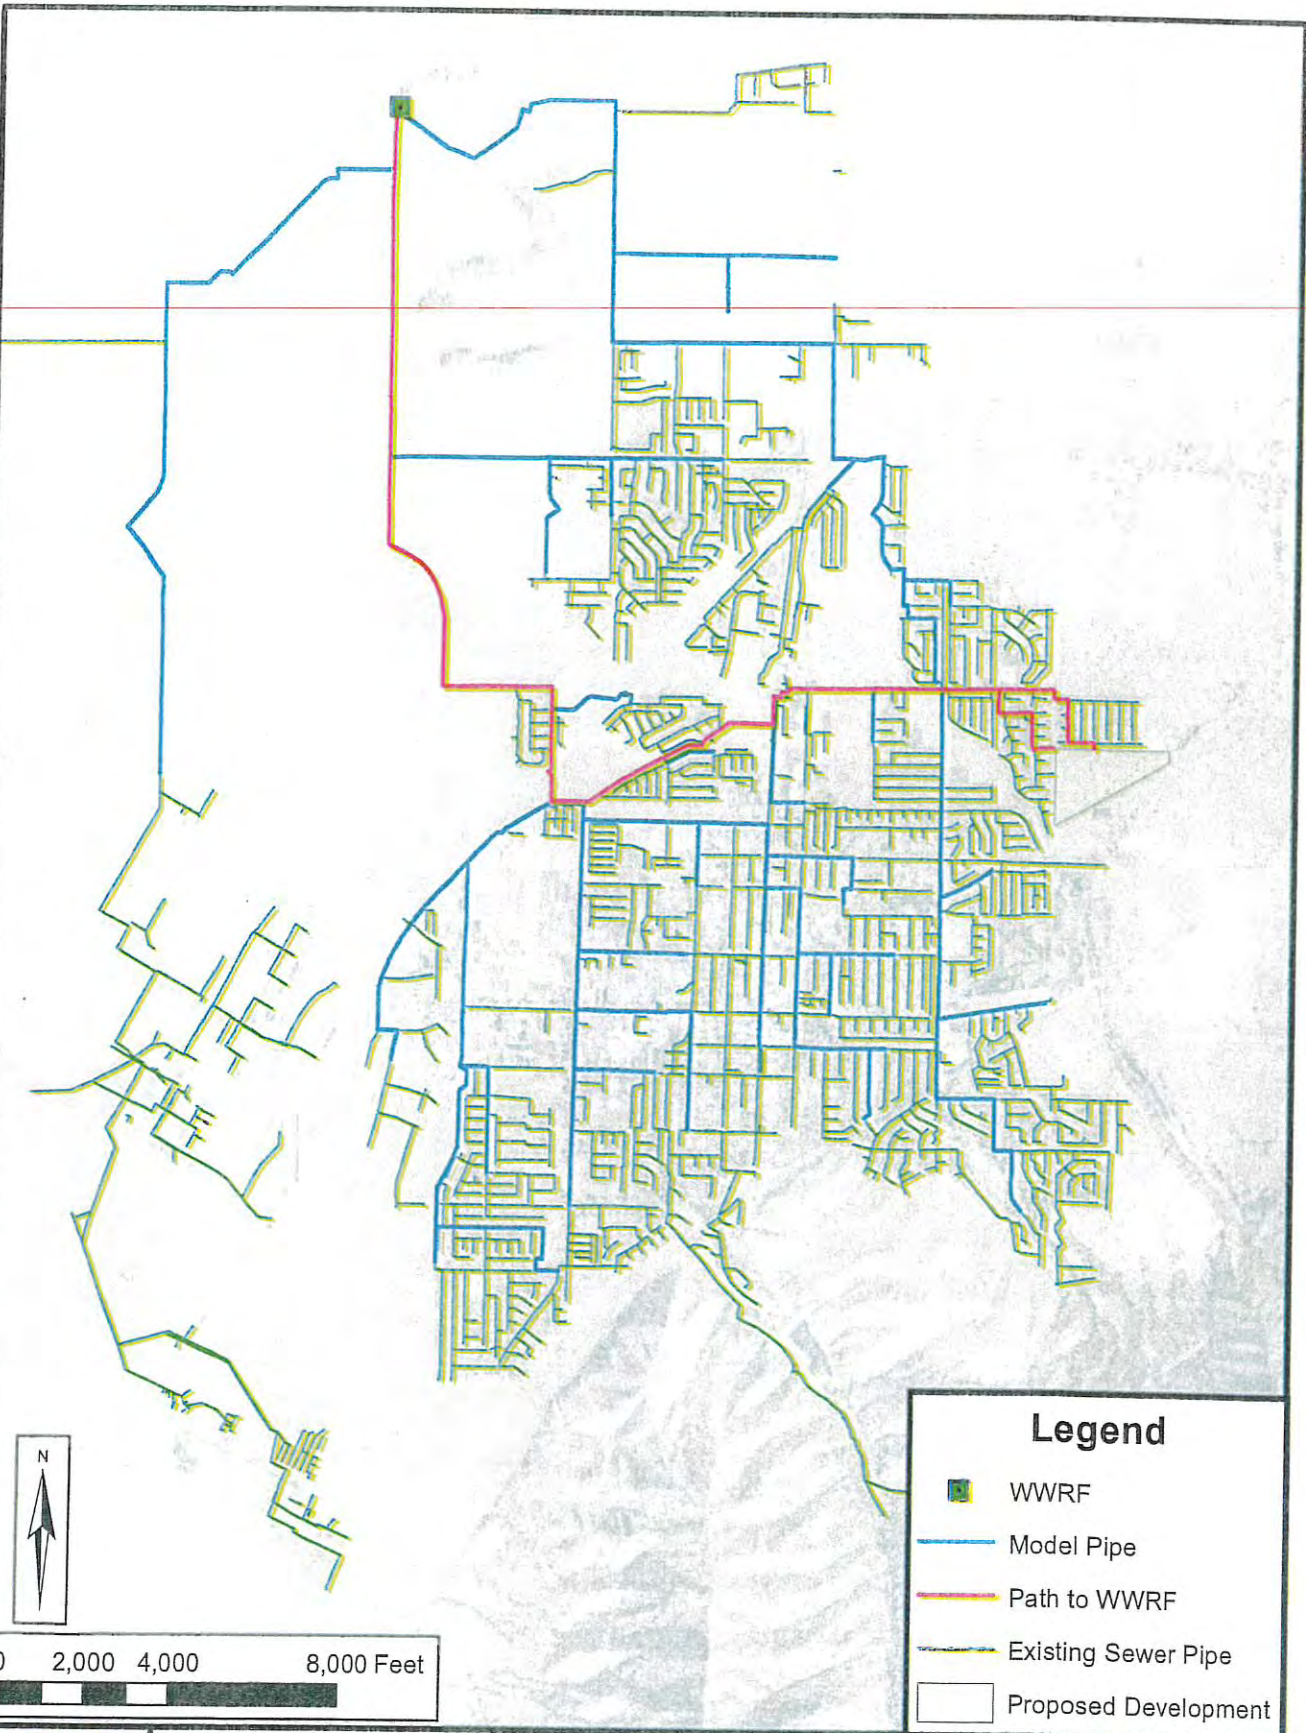 Legend
WWRF
Model Pipe
Path to WWRF
Existing Sewer Pipe
Proposed Development
N
0 2,000 4,000 8,000 Feet